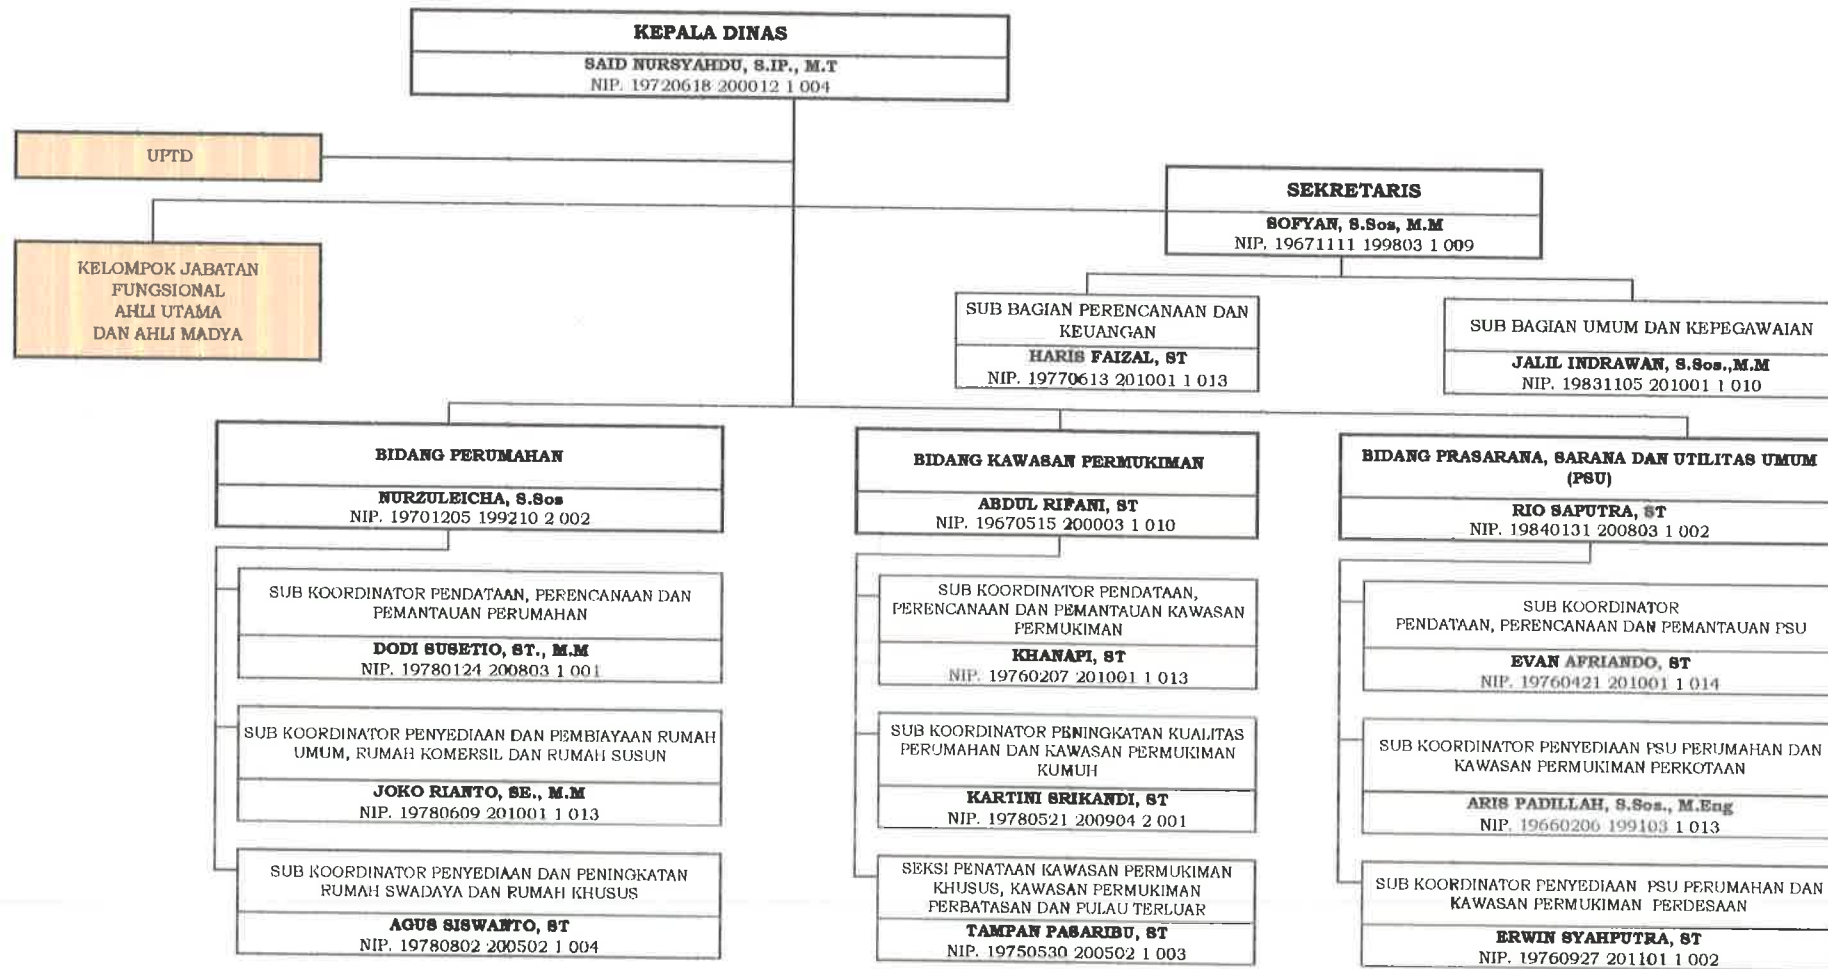 KEPALA DINAS
SAID NURSYAHDU, S.IP., M.T
NIP. 19720618 200012 1 004
UPTD
SEKRETARIS
SOFYAN, S.Sos, M.M
NIP. 19671111 199803 1 009
KELOMPOK JABATAN
FUNGSIONAL
AHLI UTAMA
DAN AHLI MADYA
SUB BAGIAN PERENCANAAN DAN
KEUANGAN
HARIS FAIZAL, ST
NIP. 19770613 201001 1 013
SUB BAGIAN UMUM DAN KEPEGAWAIAN
JALIL INDRAWAN, S.Sos.,M.M
NIP. 19831105 201001 1 010
BIDANG PERUMAHAN
NURZULEICHA, S.Sos
NIP. 19701205 199210 2 002
SUB KOORDINATOR PENDATAAN, PERENCANAAN DAN
PEMANTAUAN PERUMAHAN
DODI SUSETIO, ST., M.M
NIP. 19780124 200803 1 001
SUB KOORDINATOR PENYEDIAAN DAN PEMBIAYAAN RUMAH
UMUM, RUMAH KOMERSIL DAN RUMAH SUSUN
JOKO RIANTO, SE., M.M
NIP. 19780609 201001 1 013
SUB KOORDINATOR PENYEDIAAN DAN PENINGKATAN
RUMAH SWADAYA DAN RUMAH KHUSUS
AGUS SISWANTO, ST
NIP. 19780802 200502 1 004
BIDANG KAWASAN PERMUKIMAN
ABDUL RIFANI, ST
NIP. 19670515 200003 1 010
SUB KOORDINATOR PENDATAAN,
PERENCANAAN DAN PEMANTAUAN KAWASAN
PERMUKIMAN
KHANAPI, ST
NIP. 19760207 201001 1 013
SUB KOORDINATOR PENINGKATAN KUALITAS
PERUMAHAN DAN KAWASAN PERMUKIMAN
KUMUH
KARTINI SRIKANDI, ST
NIP. 19780521 200904 2 001
SEKSI PENATAAN KAWASAN PERMUKIMAN
KHUSUS, KAWASAN PERMUKIMAN
PERBATASAN DAN PULAU TERLUAR
TAMPAN PASARIBU, ST
NIP. 19750530 200502 1 003
BIDANG PRASARANA, SARANA DAN UTILITAS UMUM
(PSU)
RIO SAPUTRA, ST
NIP. 19840131 200803 1 002
SUB KOORDINATOR
PENDATAAN, PERENCANAAN DAN PEMANTAUAN PSU
EVAN AFRIANDO, ST
NIP. 19760421 201001 1 014
SUB KOORDINATOR PENYEDIAAN PSU PERUMAHAN DAN
KAWASAN PERMUKIMAN PERKOTAAN
ARIS PADILLAH, S.Sos., M.Eng
NIP. 19660206 199103 1 013
SUB KOORDINATOR PENYEDIAAN PSU PERUMAHAN DAN
KAWASAN PERMUKIMAN PERDESAAN
ERWIN SYAHPUTRA, ST
NIP. 19760927 201101 1 002